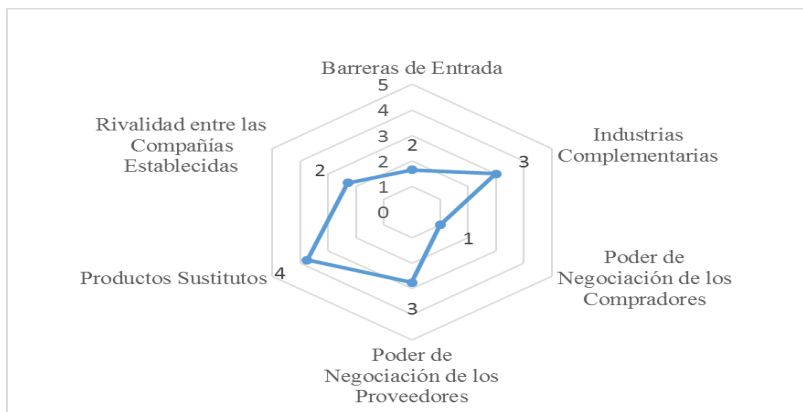 Barreras de Entrada
5
4
3
2
1
0
2
Industrias
Complementarias
3
Poder de
Negociación de los
Compradores
1
Poder de
Negociación de los
Proveedores
3
Productos Sustitutos
4
Rivalidad entre las
Compañías
Establecidas
2